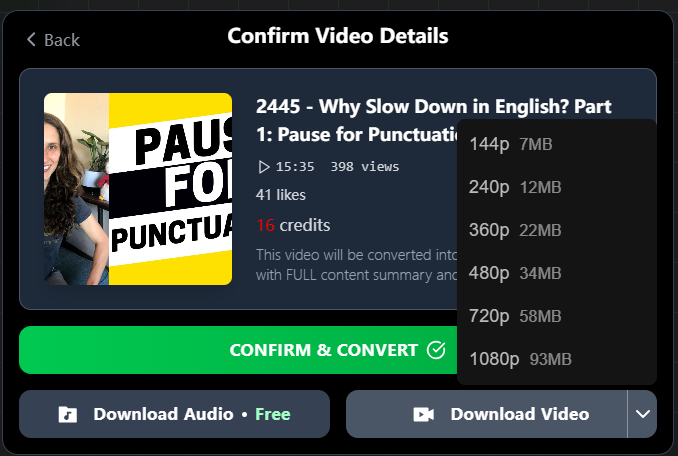 Back
Confirm Video Details
PAUS
FO
PUNCTUA
2445 - Why Slow Down in English? Part
1: Pause for Punctuatio
15:35 398 views
41 likes
16 credits
This video will be converted into
with FULL content summary and
144p 7MB
240p 12MB
360p 22MB
480p 34MB
720p 58MB
1080p 93MB
CONFIRM & CONVERT
Download Audio • Free
Download Video